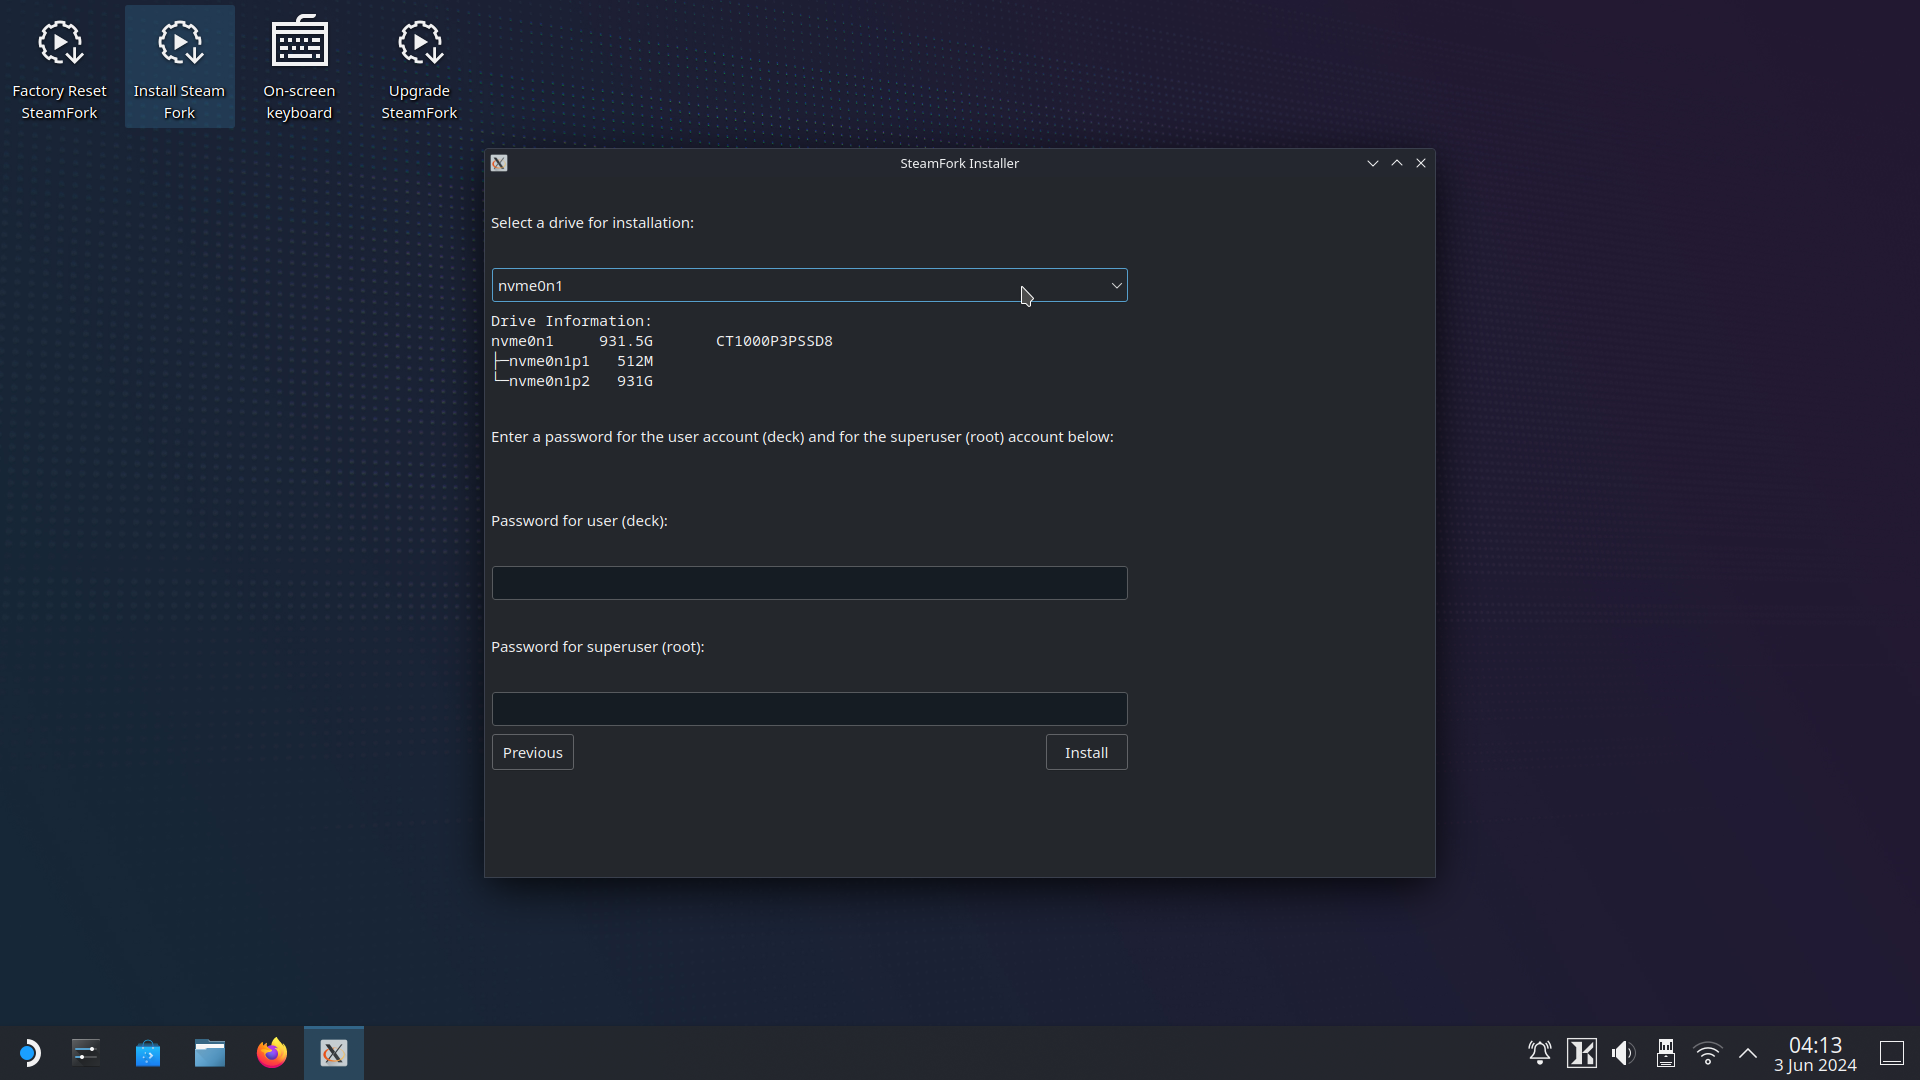 Factory Reset
SteamFork
Install Steam
Fork
On-screen
keyboard
Upgrade
SteamFork
SteamFork Installer
Select a drive for installation:
nvme0n1
Drive Information:
nvme0n1     931.5G       CT1000P3PSSD8
├─nvme0n1p1   512M
└─nvme0n1p2   931G
Enter a password for the user account (deck) and for the superuser (root) account below:
Password for user (deck):
Password for superuser (root):
Previous
Install
04:13
3 Jun 2024